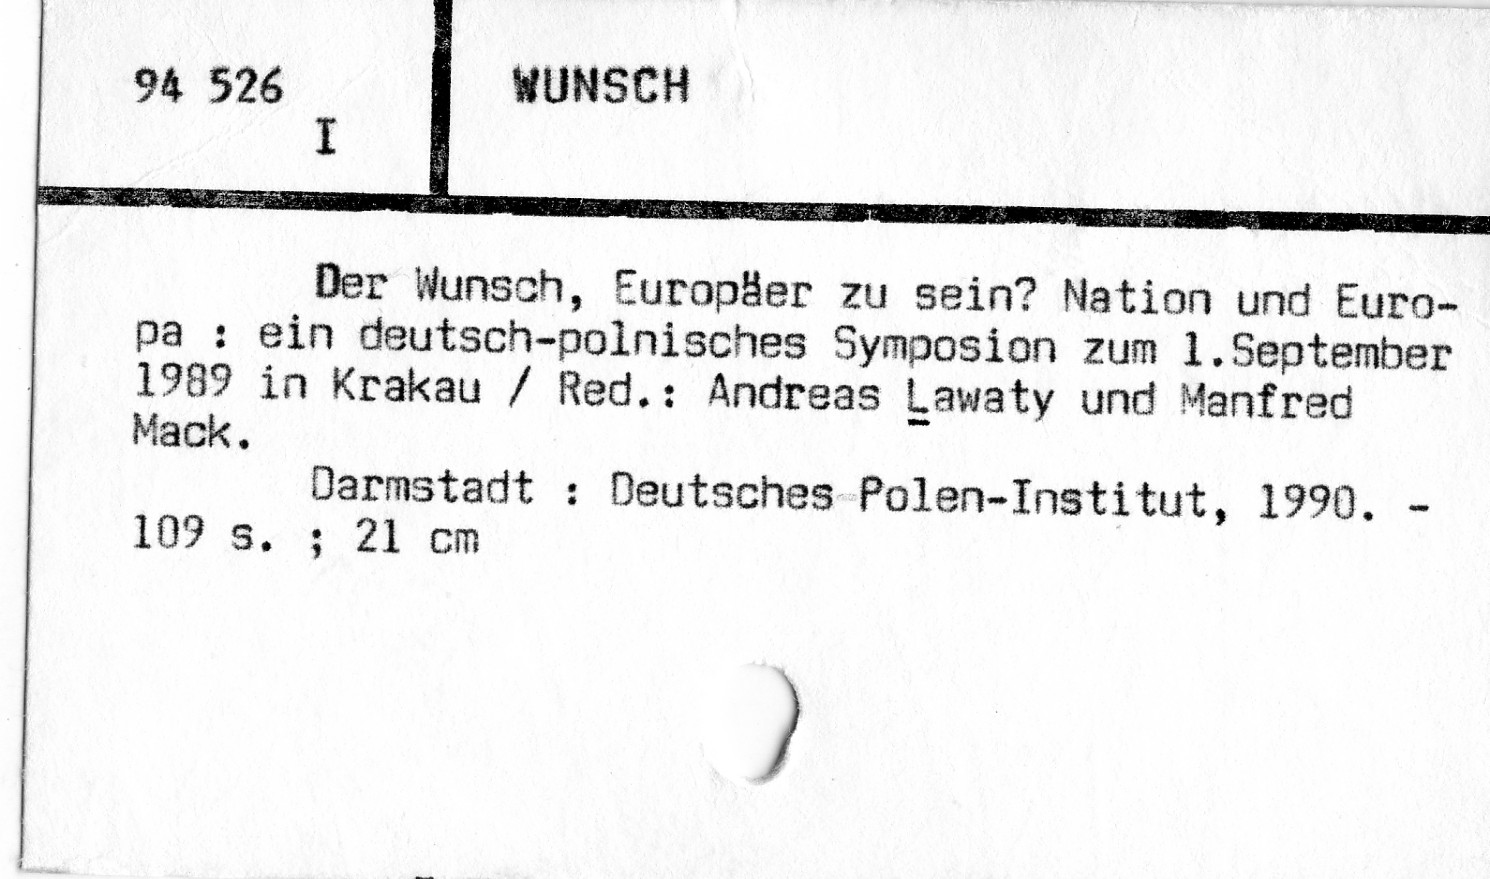 94 526 WUNSCH
I
Der Wunsch, Europäer zu sein? Nation und Euro-
pa : ein deutsch-polnisches Symposion zum 1.September
1989 in Krakau / Red.: Andreas Lawaty und Manfred
Mack.
Darmstadt : Deutsches Polen-Institut, 1990. -
109 s. ; 21 cm